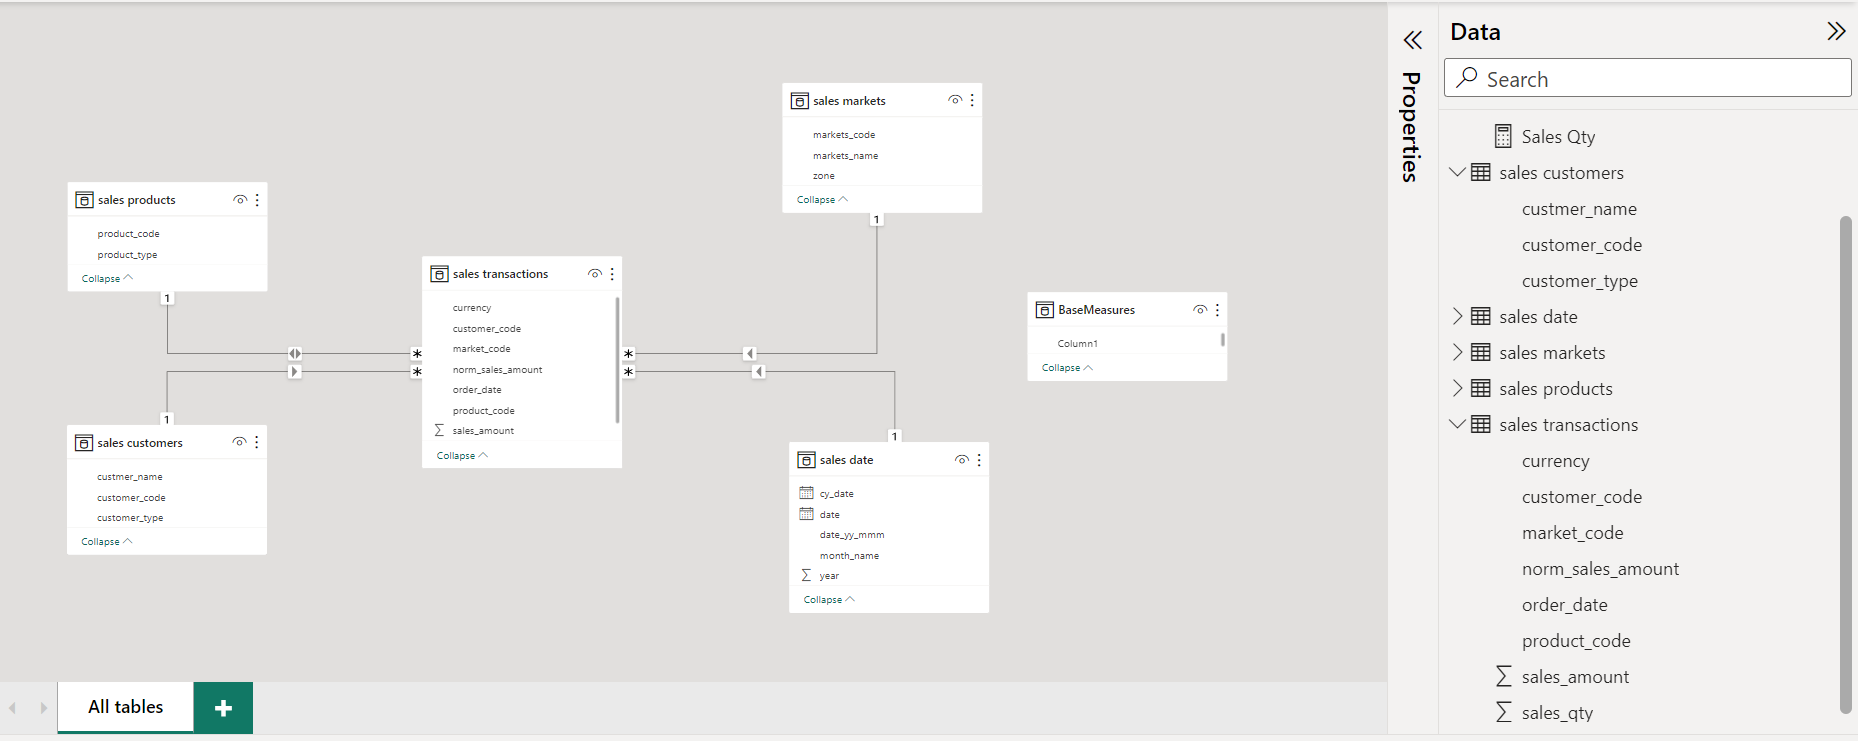 sales products
product_code
product_type
Collapse
1
sales customers
custmer_name
customer_code
customer_type
Collapse
1
sales transactions
currency
customer_code
market_code
norm_sales_amount
order_date
product_code
Σ sales_amount
Collapse
*
*
*
*
sales markets
markets_code
markets_name
zone
Collapse
1
sales date
cy_date
date
date_yy_mmm
month_name
Σ year
Collapse
1
BaseMeasures
Column1
Collapse
All tables
Properties
Data
Search
Sales Qty
sales customers
custmer_name
customer_code
customer_type
sales date
sales markets
sales products
sales transactions
currency
customer_code
market_code
norm_sales_amount
order_date
product_code
Σ sales_amount
Σ sales_qty